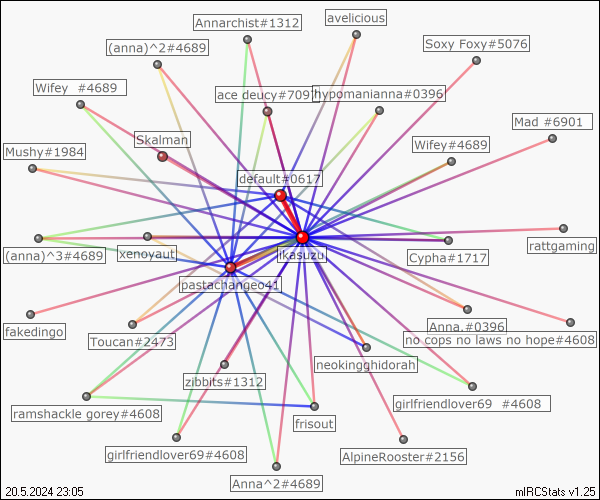 avelicious
Annarchist#1312
Soxy Foxy#5076
(anna)^2#4689
Wifey  #4689
ace deucy#7097
hypomanianna#0396
Mad #6901
Skalman
Wifey#4689
Mushy#1984
default#0617
rattgaming
(anna)^3#4689
xenoyaut
ikasuzu
Cypha#1717
pastachangeo41
fakedingo
Anna.#0396
Toucan#2473
no cops no laws no hope#4608
neokingghidorah
zibbits#1312
girlfriendlover69  #4608
ramshackle gorey#4608
frisout
girlfriendlover69#4608
AlpineRooster#2156
Anna^2#4689
20.5.2024 23:05
mIRCStats v1.25